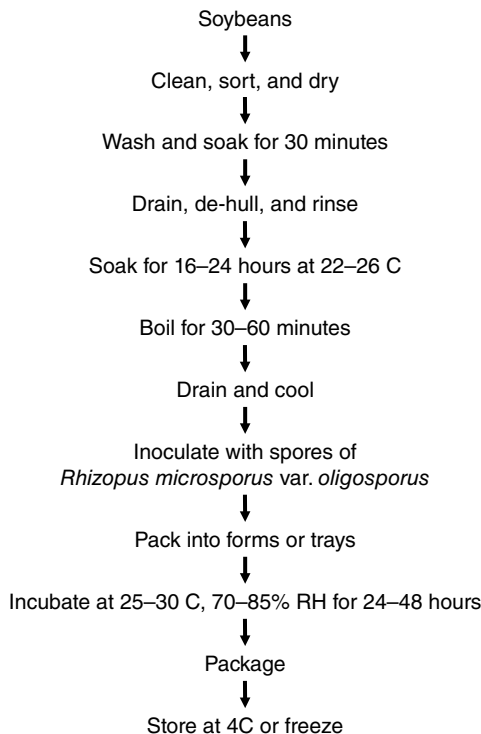 Soybeans
Clean, sort, and dry
Wash and soak for 30 minutes
Drain, de-hull, and rinse
Soak for 16–24 hours at 22–26 C
Boil for 30–60 minutes
Drain and cool
Inoculate with spores of
Rhizopus microsporus var. oligosporus
Pack into forms or trays
Incubate at 25–30 C, 70–85% RH for 24–48 hours
Package
Store at 4C or freeze